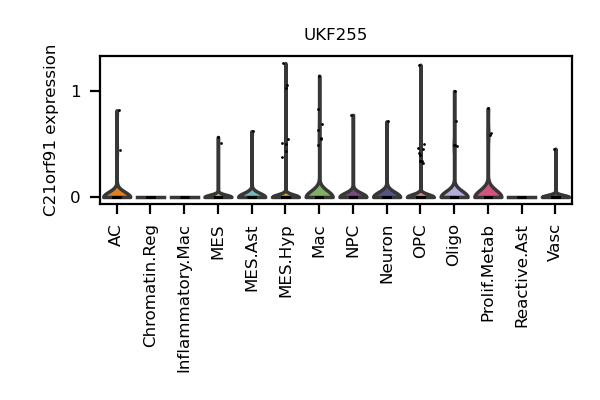 UKF255
C21orf91 expression
1
0
AC
Chromatin.Reg
Inflammatory.Mac
MES
MES.Ast
MES.Hyp
Mac
NPC
Neuron
OPC
Oligo
Prolif.Metab
Reactive.Ast
Vasc